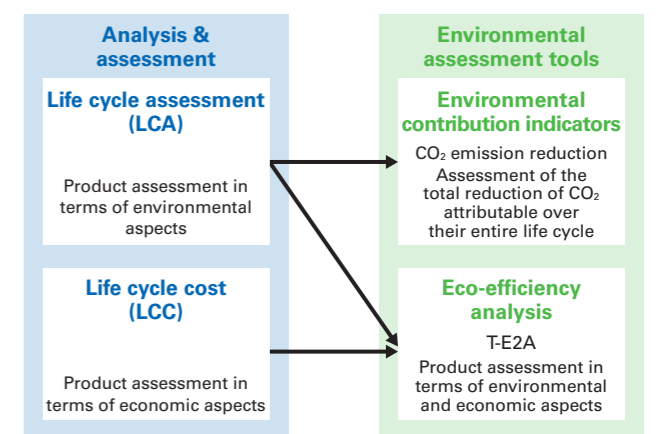 Analysis &
assessment
Life cycle assessment
(LCA)
Product assessment in
terms of environmental
aspects
Life cycle cost
(LCC)
Product assessment in
terms of economic aspects
Environmental
assessment tools
Environmental
contribution indicators
CO₂ emission reduction
Assessment of the
total reduction of CO₂
attributable over
their entire life cycle
Eco-efficiency
analysis
T-E2A
Product assessment in
terms of environmental
and economic aspects